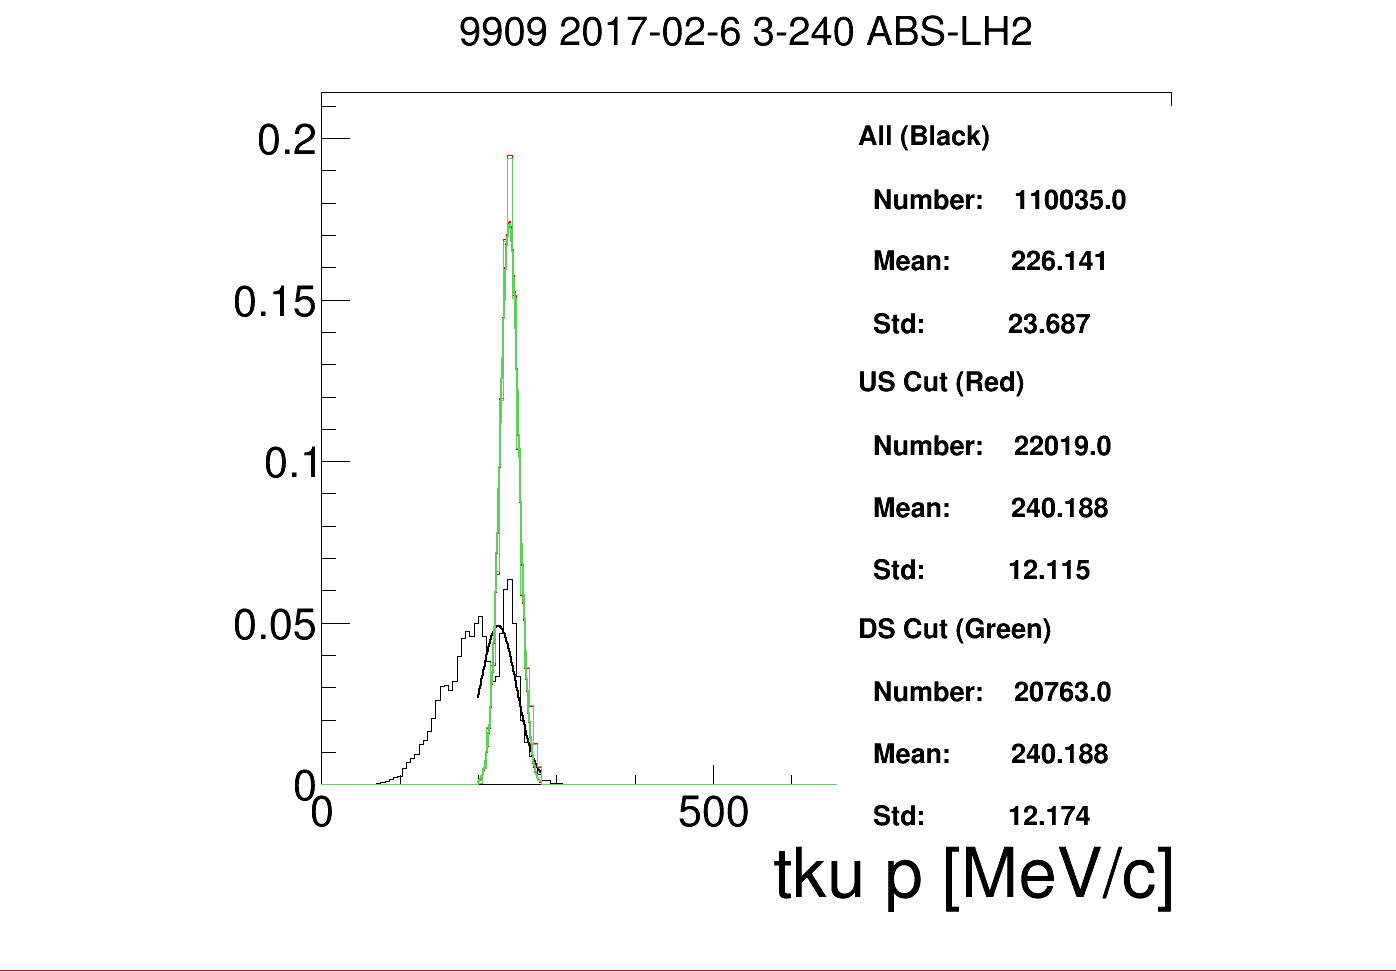 9909 2017-02-6 3-240 ABS-LH2
0.2
0.15
0.1
0.05
0
0 500
tku p [MeV/c]
All (Black)
Number: 110035.0
Mean: 226.141
Std: 23.687
US Cut (Red)
Number: 22019.0
Mean: 240.188
Std: 12.115
DS Cut (Green)
Number: 20763.0
Mean: 240.188
Std: 12.174